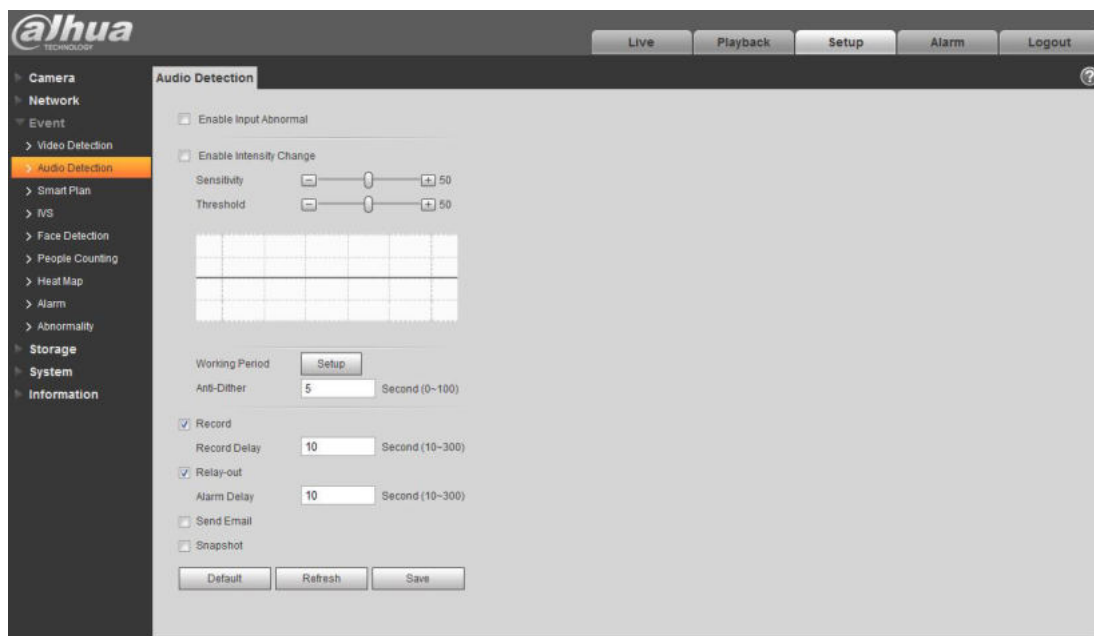 alhua
TECHNOLOGY
Live Playback Setup Alarm Logout
Camera
Network
Event
Video Detection
Audio Detection
Smart Plan
IVS
Face Detection
People Counting
Heat Map
Alarm
Abnormality
Storage
System
Information
Audio Detection
Enable Input Abnormal
Enable Intensity Change
Sensitivity 50
Threshold 50
Working Period Setup
Anti-Dither 5 Second (0~100)
Record
Record Delay 10 Second (10~300)
Relay-out
Alarm Delay 10 Second (10~300)
Send Email
Snapshot
Default Refresh Save